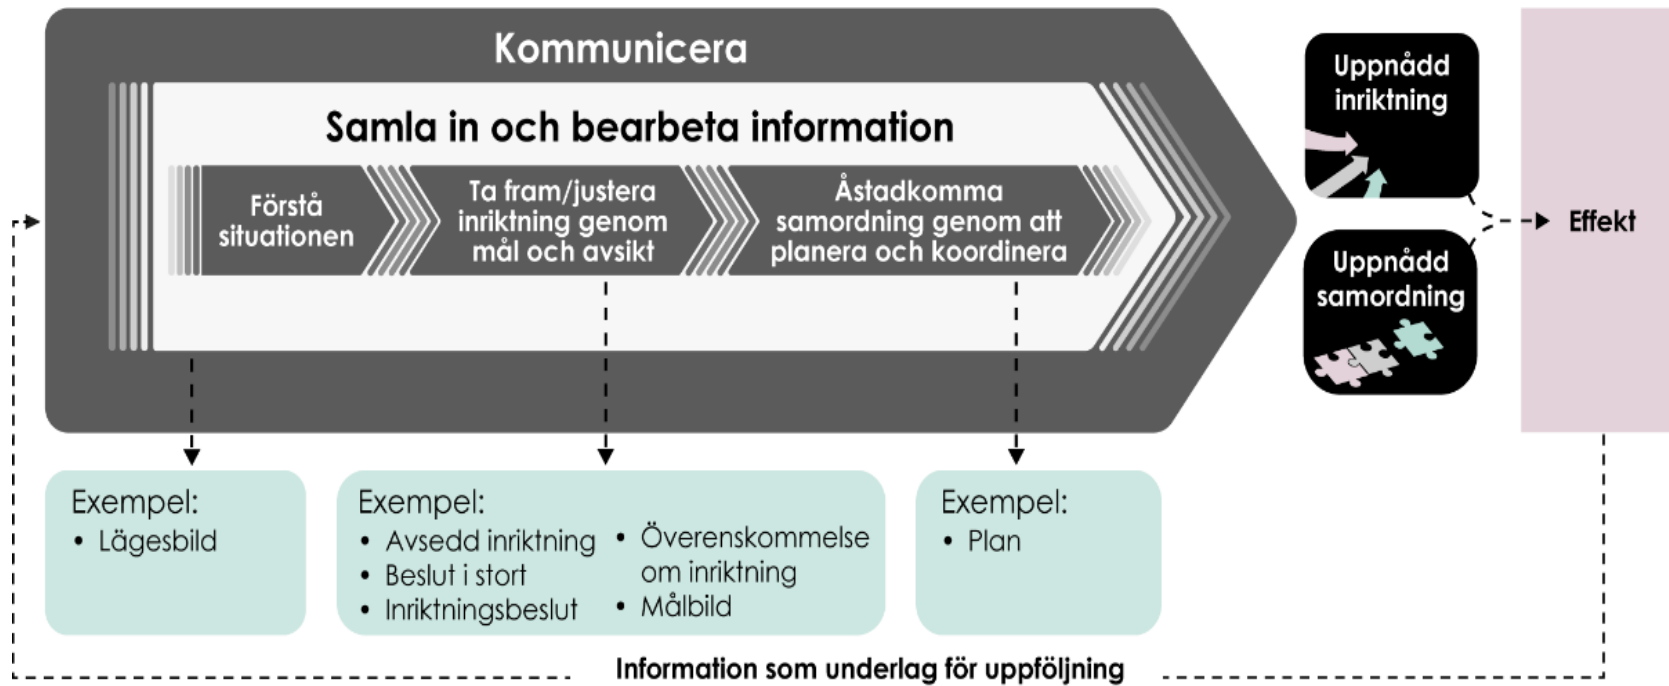 Kommunicera
Samla in och bearbeta information
Förstå
situationen
Ta fram/justera
inriktning genom
mål och avsikt
Åstadkomma
samordning genom att
planera och koordinera
Uppnådd
inriktning
Uppnådd
samordning
Effekt
Exempel:
• Lägesbild
Exempel:
• Avsedd inriktning
• Beslut i stort
• Inriktningsbeslut
• Överenskommelse
om inriktning
• Målbild
Exempel:
• Plan
Information som underlag för uppföljning